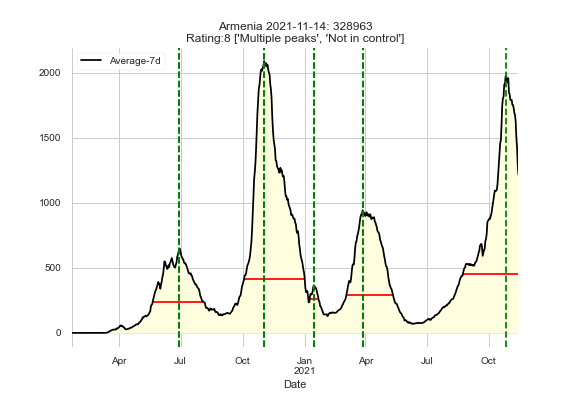 Armenia 2021-11-14: 328963
Rating:8 ['Multiple peaks', 'Not in control']
Average-7d
2000
1500
1000
500
0
Apr Jul Oct Jan Apr Jul Oct
2021
Date